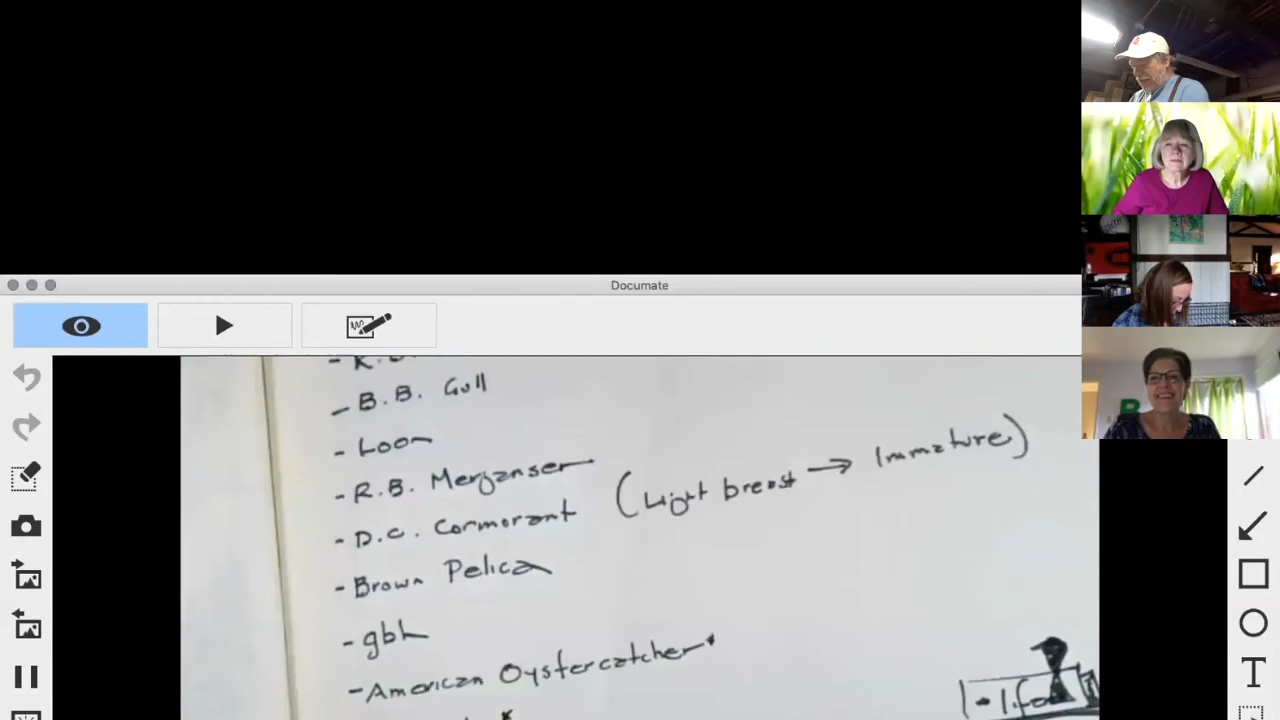 Documate
- B.B. Gull
- Loon
- R.B. Merganser
- D.C. Cormorant (Light breast → Immature)
- Brown Pelican
- gbh
- American Oystercatcher*
T